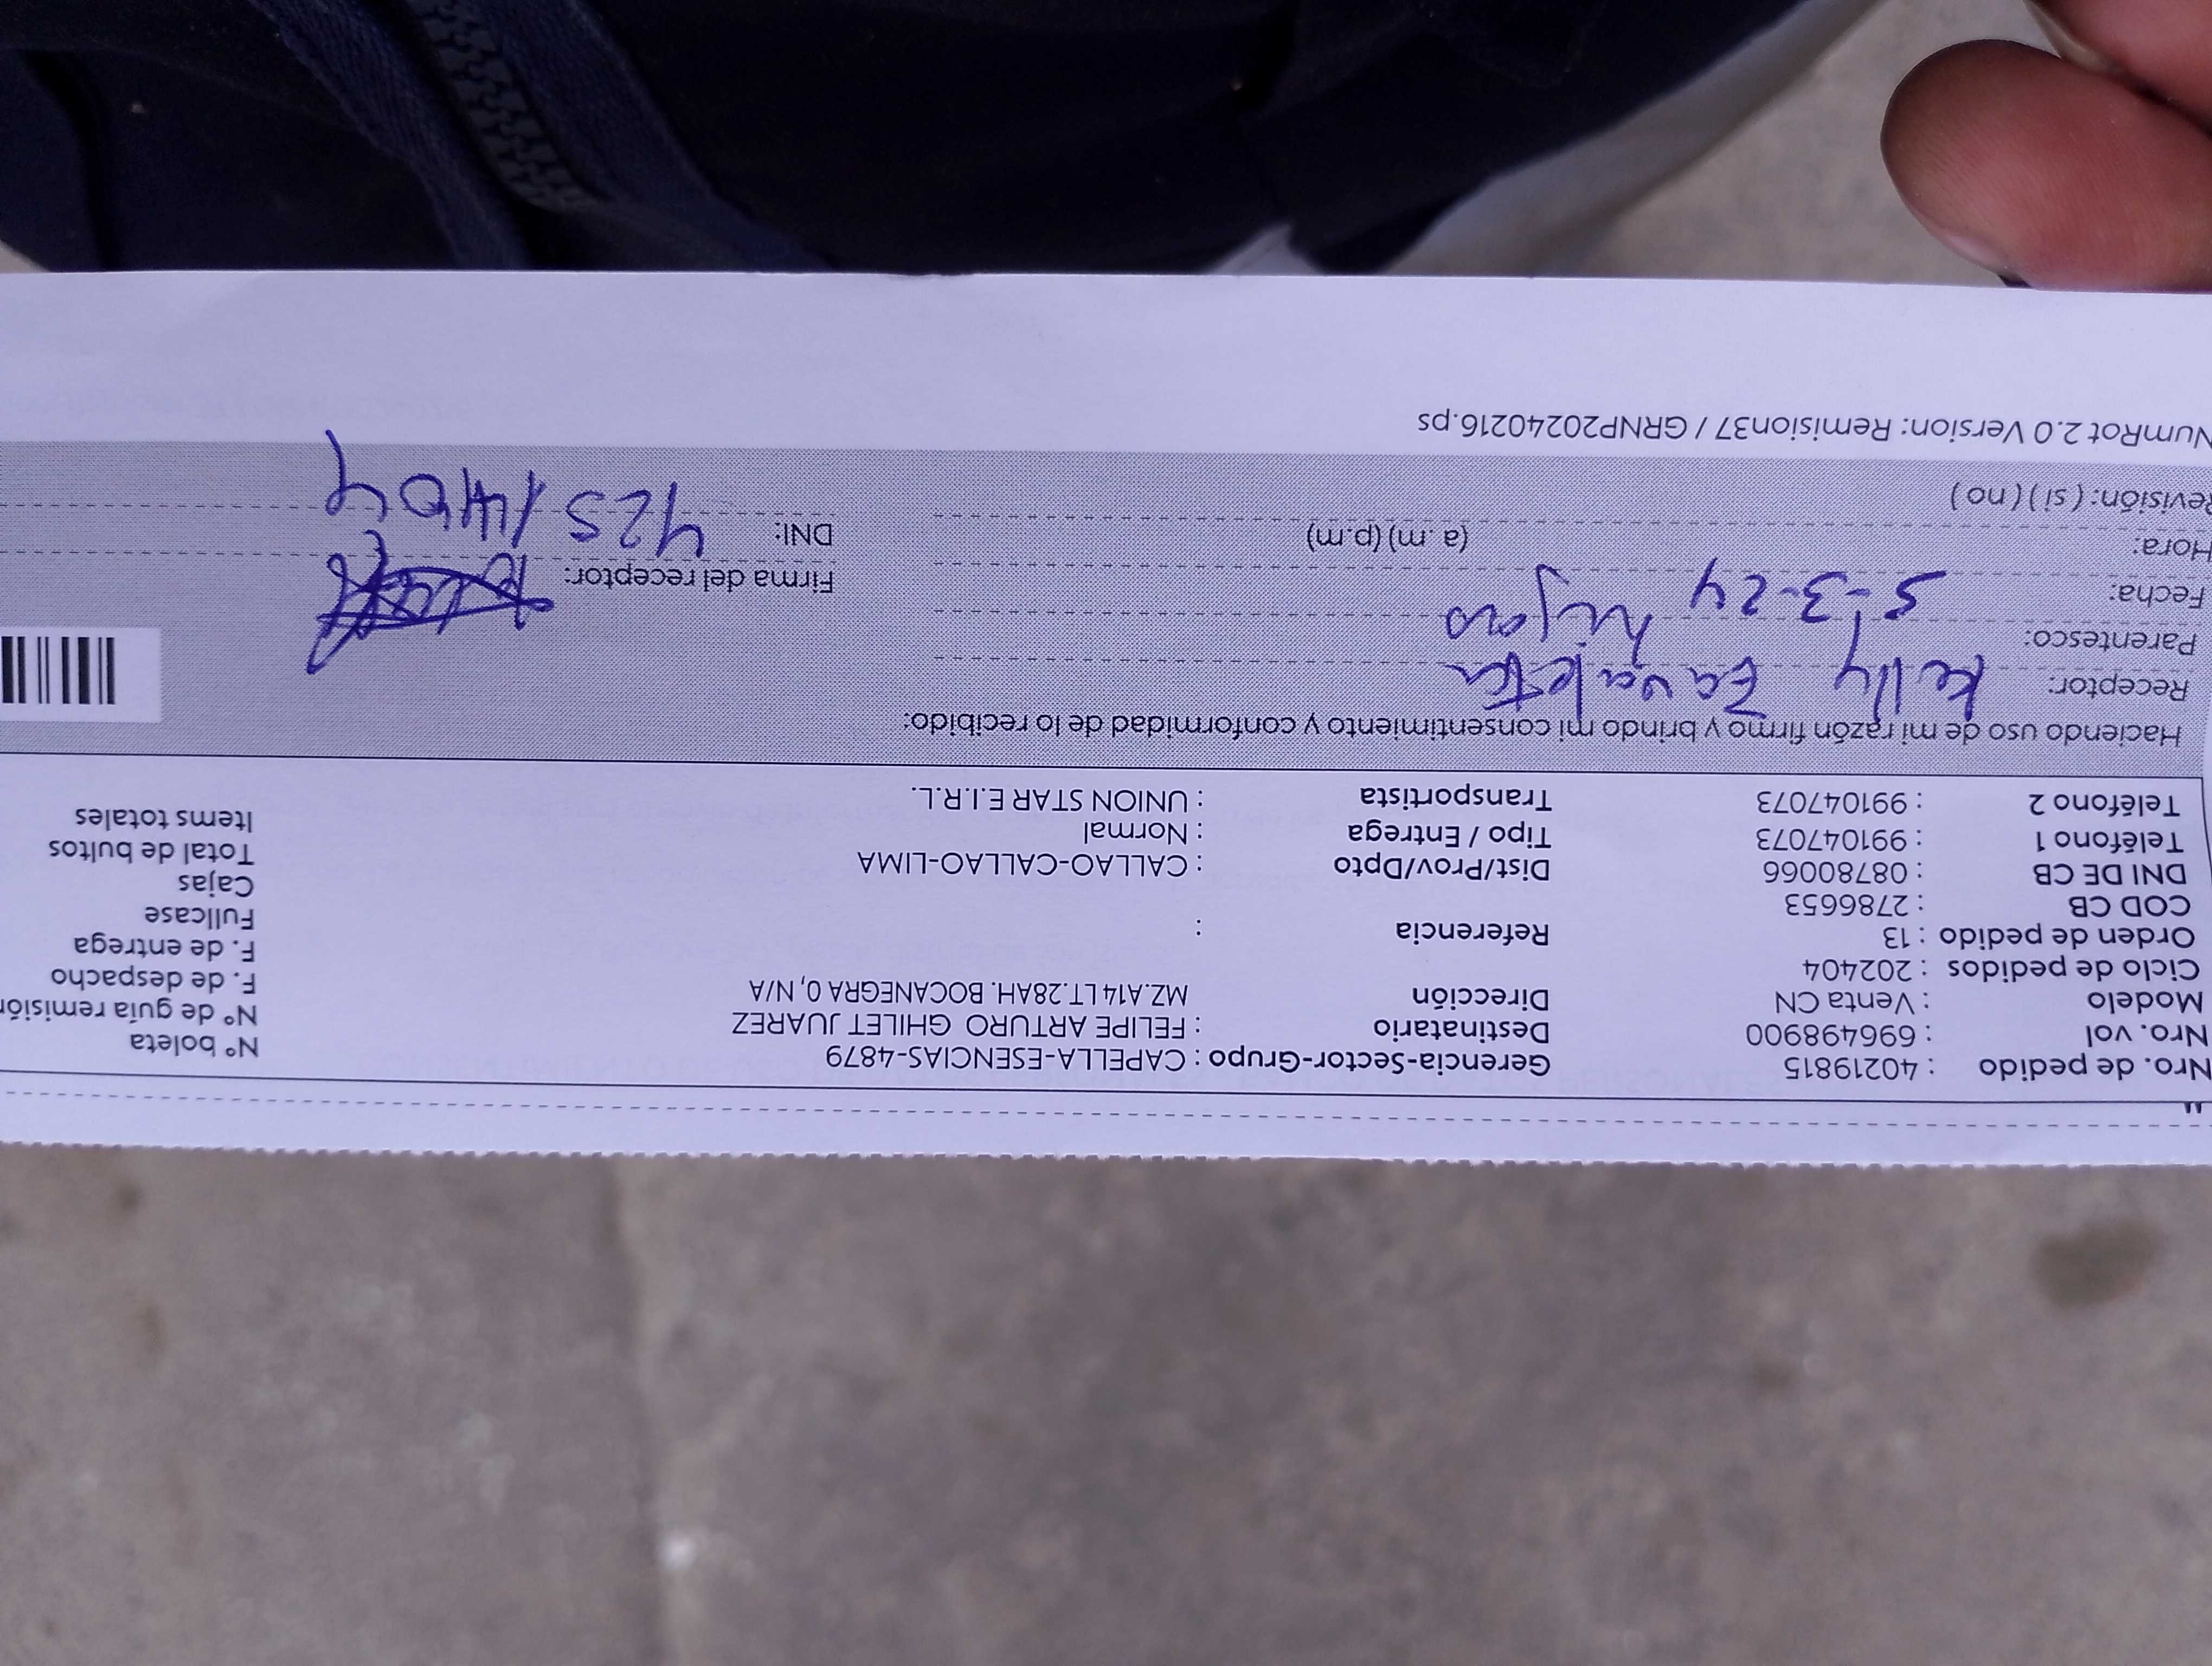 Nro. de pedido : 40219815 Gerencia-Sector-Grupo : CAPELLA-ESENCIAS-4879 N° boleta
Nro. vol : 696498900 Destinatario : FELIPE ARTURO GHILET JUAREZ N° de guía remisión
Modelo : Venta CN Dirección MZ.A14 LT.28AH. BOCANEGRA 0, N/A F. de despacho
Ciclo de pedidos : 202404 F. de entrega
Orden de pedido : 13 Referencia : Fullcase
COD CB : 2786653 Cajas
DNI DE CB : 08780066 Dist/Prov/Dpto : CALLAO-CALLAO-LIMA Total de bultos
Teléfono 1 : 991047073 Tipo / Entrega : Normal Items totales
Teléfono 2 : 991047073 Transportista : UNION STAR E.I.R.L.
Haciendo uso de mi razón firmo y brindo mi consentimiento y conformidad de lo recibido:
Receptor: Kelly Zavaleta
Parentesco:
Fecha: 5-3-24 Firma del receptor:
Hora: (a .m) (p.m) DNI:
Revisión: ( si ) ( no )
NumRot 2.0 Version: Remision37 / GRNP20240216.ps